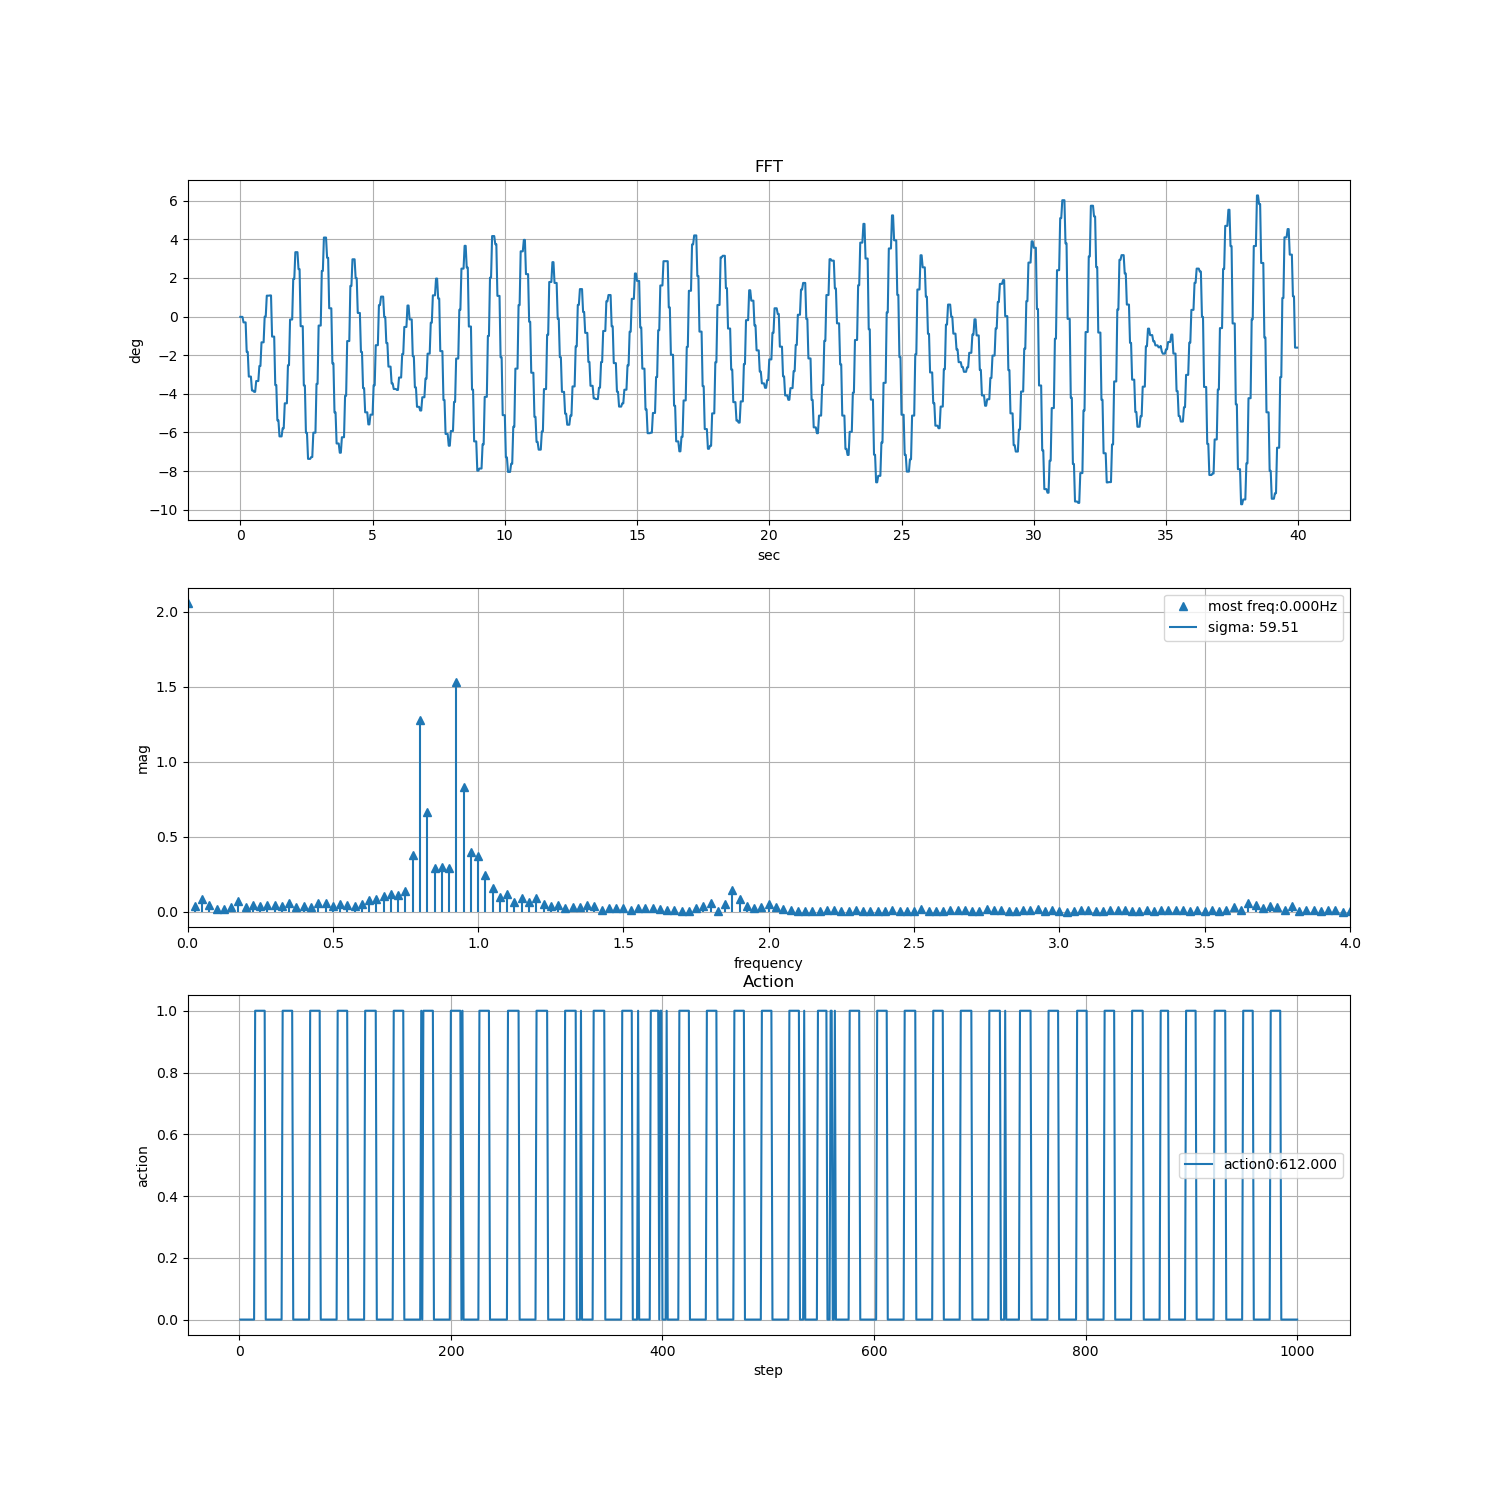 FFT
6
4
2
0
−2
−4
−6
−8
−10
deg
0 5 10 15 20 25 30 35 40
sec
2.0
1.5
1.0
0.5
0.0
mag
most freq:0.000Hz
sigma: 59.51
0.0 0.5 1.0 1.5 2.0 2.5 3.0 3.5 4.0
frequency
Action
1.0
0.8
0.6
0.4
0.2
0.0
action
action0:612.000
0 200 400 600 800 1000
step